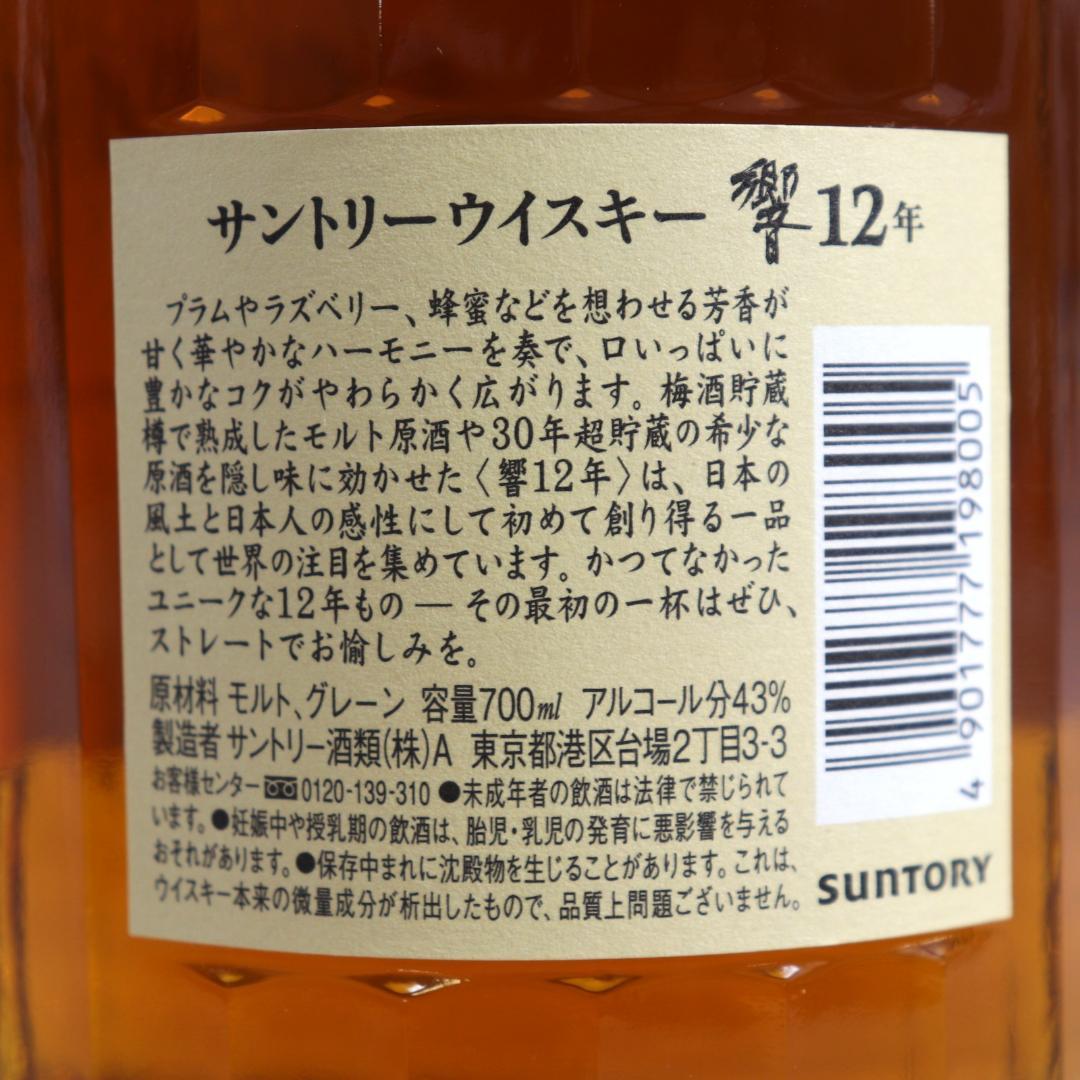 サントリーウイスキー 響 12年
プラムやラズベリー、蜂蜜などを想わせる芳香が
甘く華やかなハーモニーを奏で、口いっぱいに
豊かなコクがやわらかく広がります。梅酒貯蔵
樽で熟成したモルト原酒や30年超貯蔵の希少な
原酒を隠し味に効かせた〈響12年〉は、日本の
風土と日本人の感性にして初めて創り得る一品
として世界の注目を集めています。かつてなかった
ユニークな12年もの ― その最初の一杯はぜひ、
ストレートでお愉しみを。
原材料 モルト、グレーン 容量700ml アルコール分43%
製造者 サントリー酒類(株)A 東京都港区台場2丁目3-3
お客様センター 0120-139-310 ●未成年者の飲酒は法律で禁じられて
います。●妊娠中や授乳期の飲酒は、胎児・乳児の発育に悪影響を与える
おそれがあります。●保存中まれに沈殿物を生じることがあります。これは、
ウイスキー本来の微量成分が析出したもので、品質上問題ございません。
4 901777 198005
SUNTORY